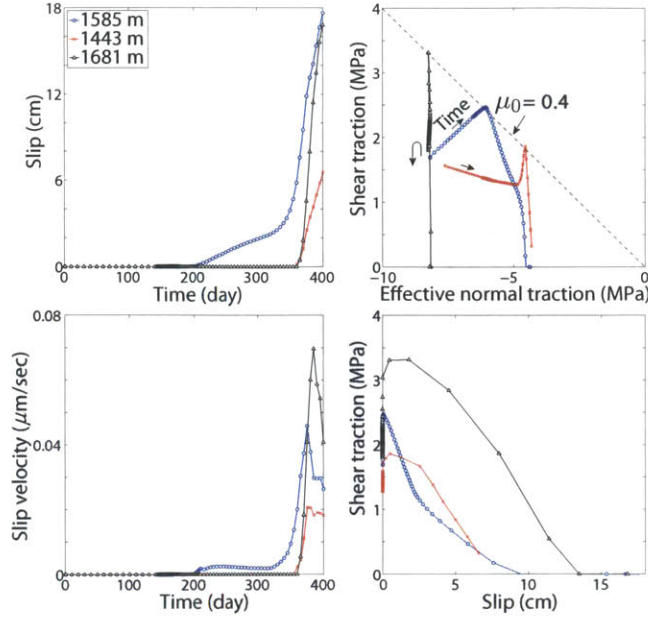 18
12
6
0
Slip (cm)
1585 m
1443 m
1681 m
0 100 200 300 400
Time (day)
4
3
2
1
0
Shear traction (MPa)
Time
μ0 = 0.4
-10 -5 0
Effective normal traction (MPa)
0.08
0.04
0
Slip velocity (μm/sec)
0 100 200 300 400
Time (day)
4
3
2
1
0
Shear traction (MPa)
0 5 10 15
Slip (cm)